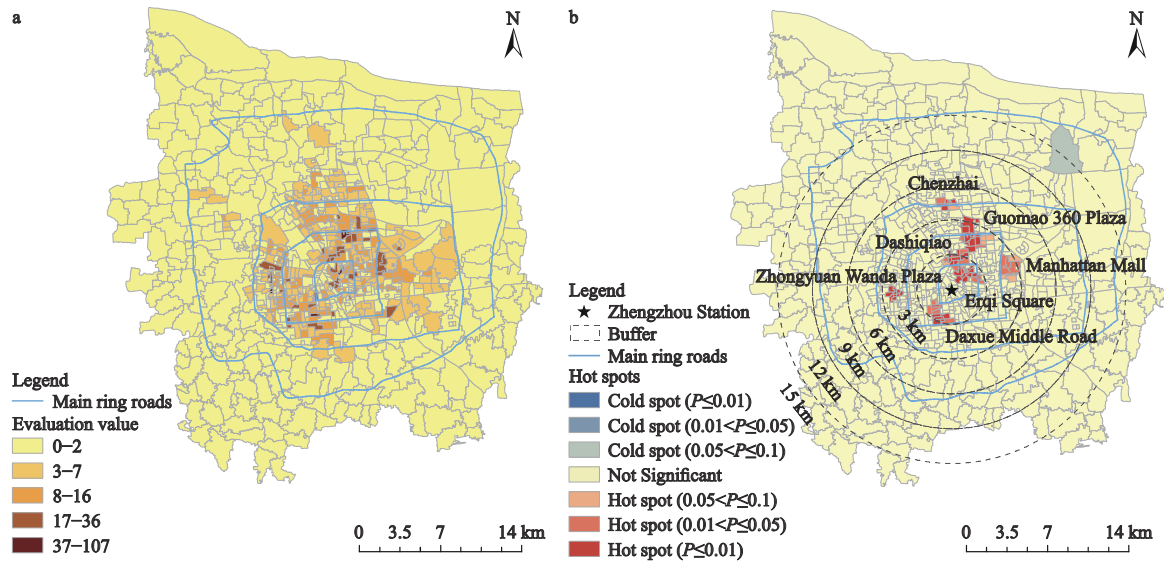 a
N
Legend
Main ring roads
Evaluation value
0–2
3–7
8–16
17–36
37–107
0 3.5 7 14 km
b
N
Chenzhai
Guomao 360 Plaza
Dashiqiao
Manhattan Mall
Zhongyuan Wanda Plaza
Erqi Square
Daxue Middle Road
3 km
6 km
9 km
12 km
15 km
Legend
Zhengzhou Station
Buffer
Main ring roads
Hot spots
Cold spot (P≤0.01)
Cold spot (0.01<P≤0.05)
Cold spot (0.05<P≤0.1)
Not Significant
Hot spot (0.05<P≤0.1)
Hot spot (0.01<P≤0.05)
Hot spot (P≤0.01)
0 3.5 7 14 km